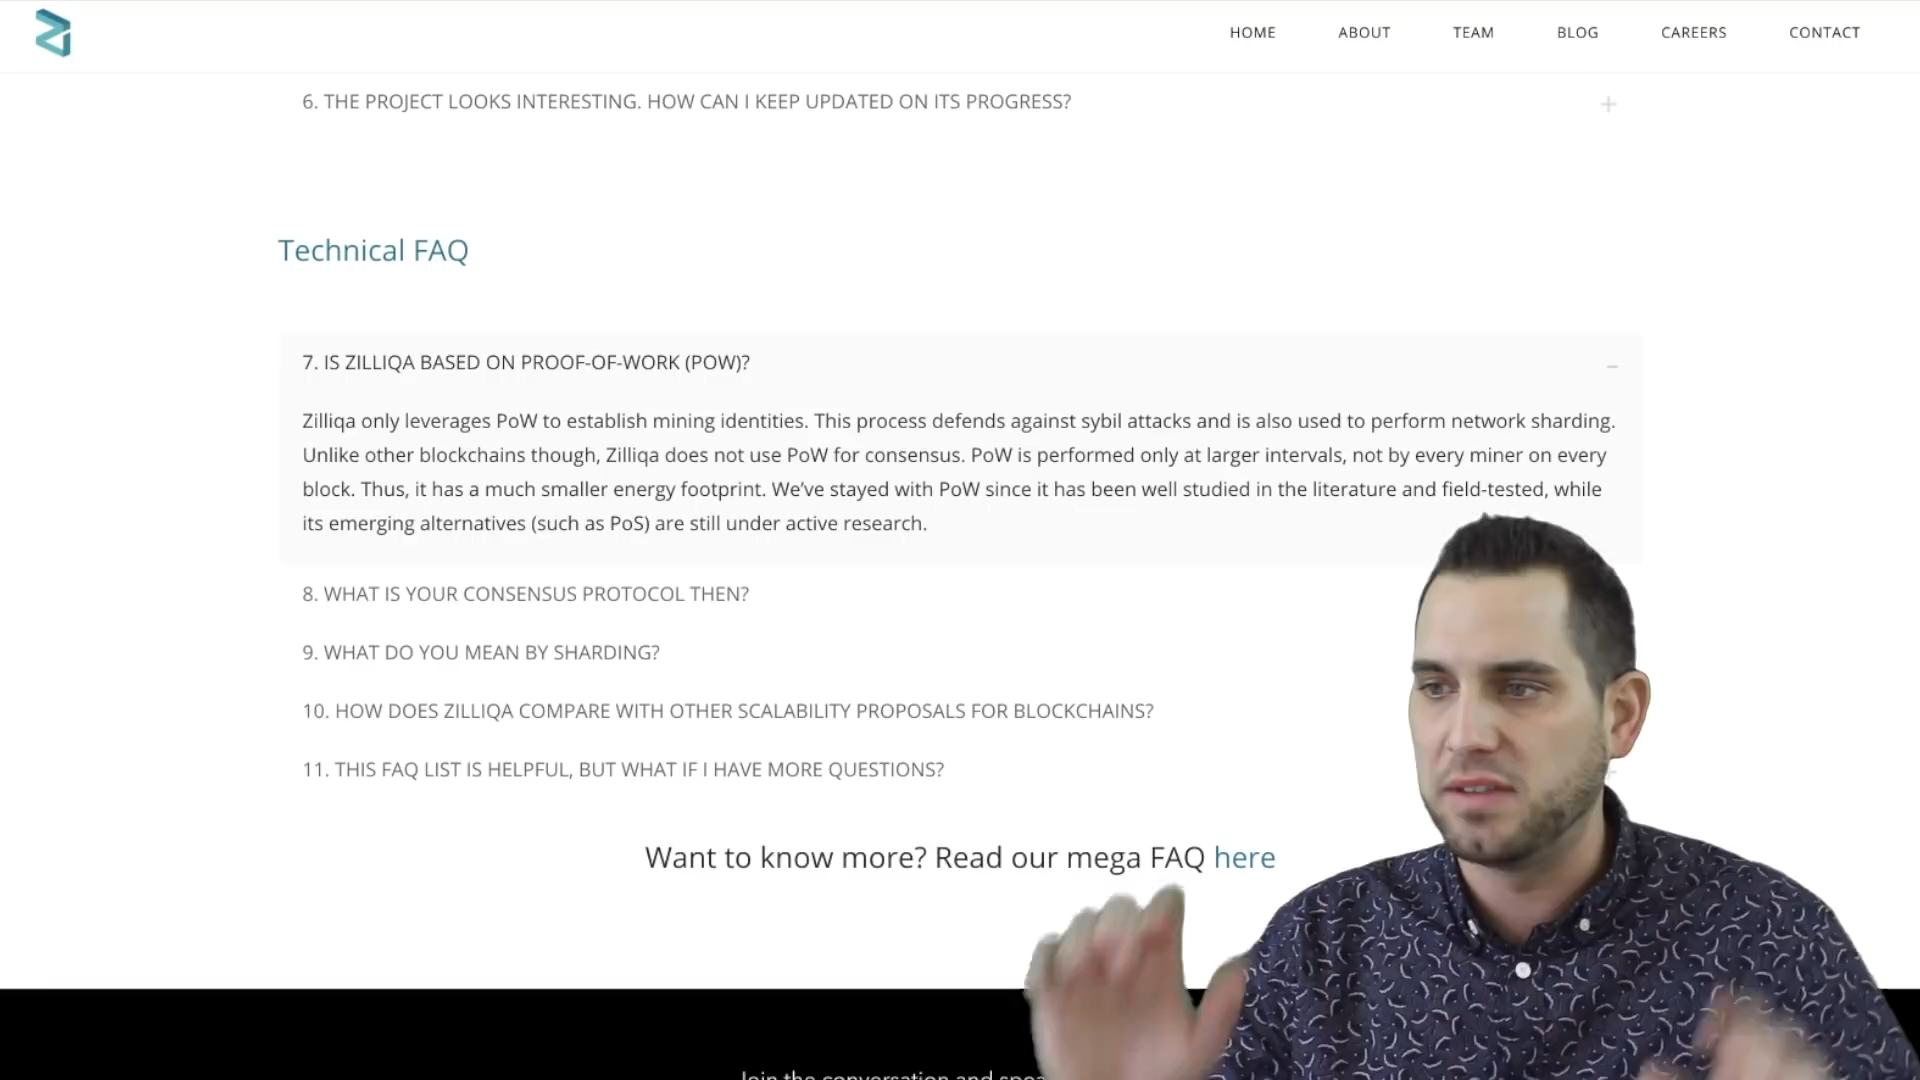 HOME ABOUT TEAM BLOG CAREERS CONTACT
6. THE PROJECT LOOKS INTERESTING. HOW CAN I KEEP UPDATED ON ITS PROGRESS?
Technical FAQ
7. IS ZILLIQA BASED ON PROOF-OF-WORK (POW)?
Zilliqa only leverages PoW to establish mining identities. This process defends against sybil attacks and is also used to perform network sharding.
Unlike other blockchains though, Zilliqa does not use PoW for consensus. PoW is performed only at larger intervals, not by every miner on every
block. Thus, it has a much smaller energy footprint. We’ve stayed with PoW since it has been well studied in the literature and field-tested, while
its emerging alternatives (such as PoS) are still under active research.
8. WHAT IS YOUR CONSENSUS PROTOCOL THEN?
9. WHAT DO YOU MEAN BY SHARDING?
10. HOW DOES ZILLIQA COMPARE WITH OTHER SCALABILITY PROPOSALS FOR BLOCKCHAINS?
11. THIS FAQ LIST IS HELPFUL, BUT WHAT IF I HAVE MORE QUESTIONS?
Want to know more? Read our mega FAQ here
Join the conversation and